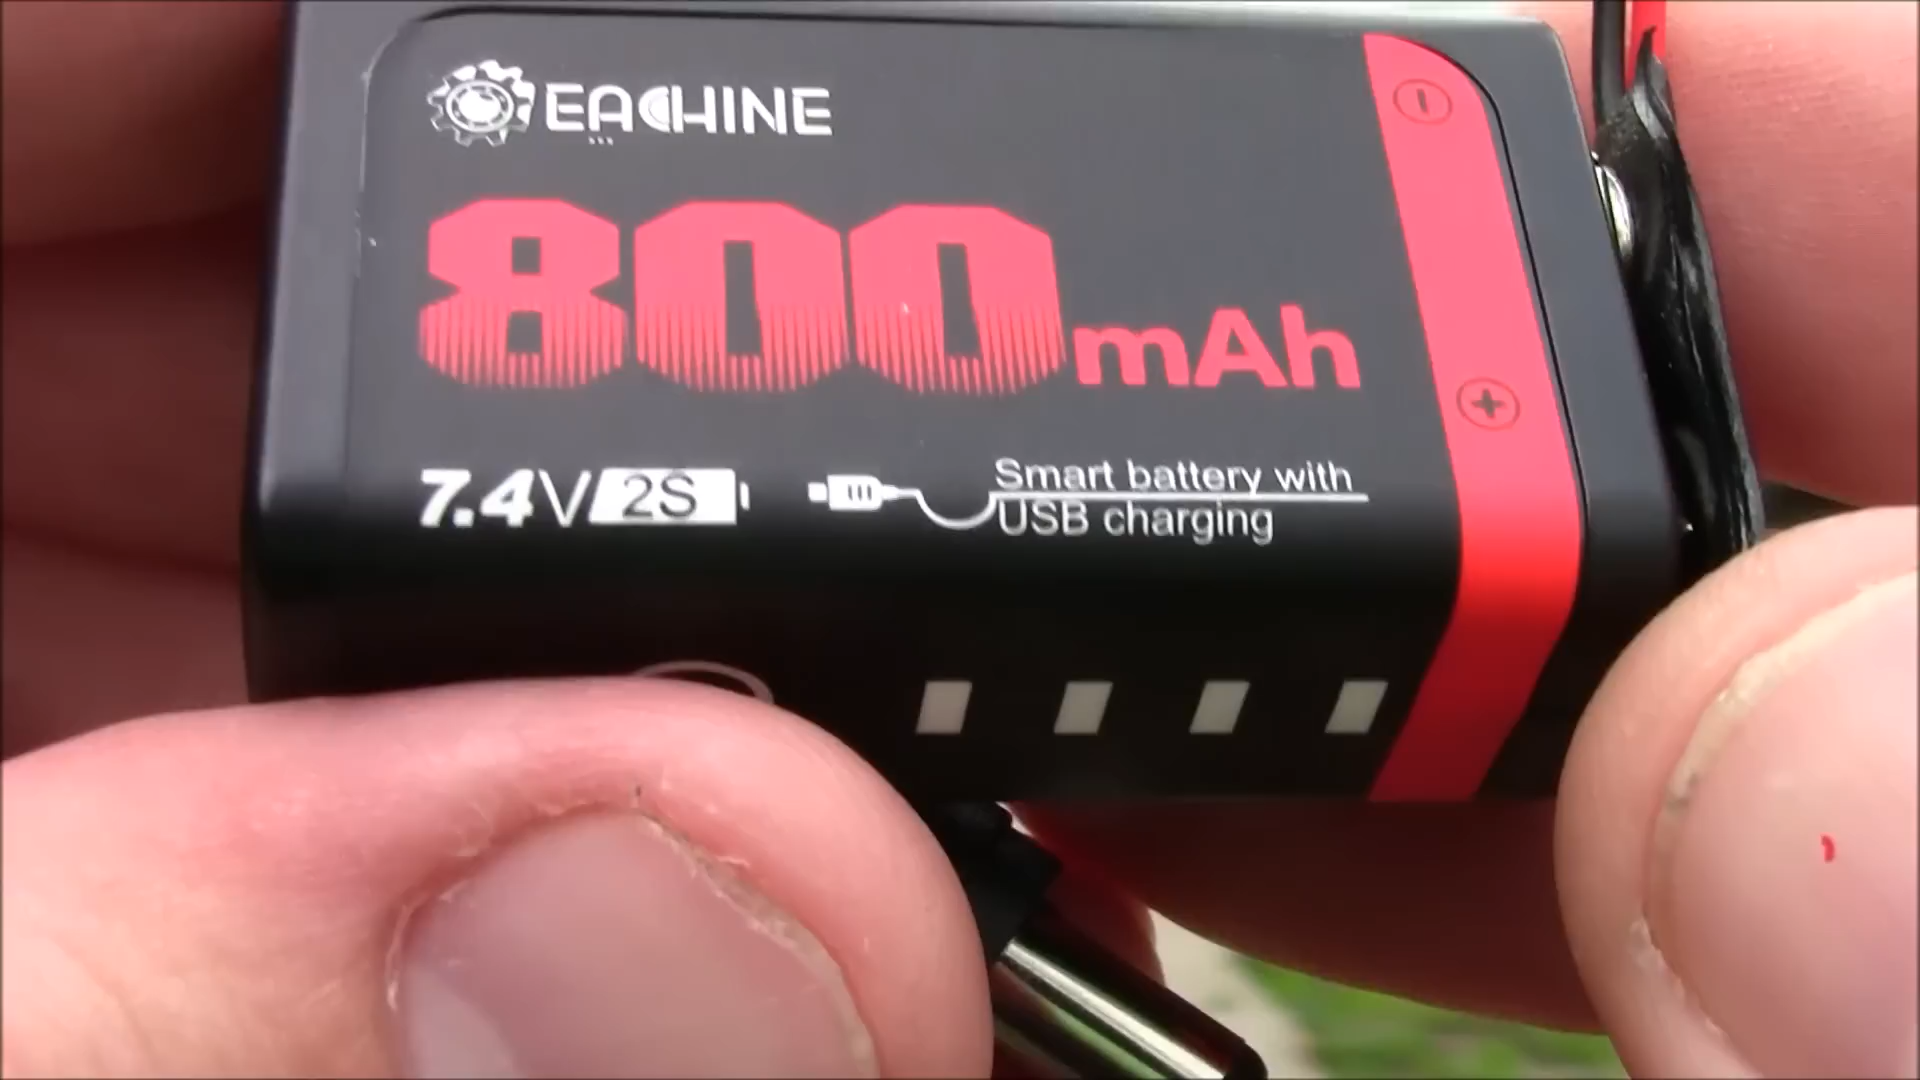 EACHINE
800mAh
7.4V 2S
Smart battery with
USB charging